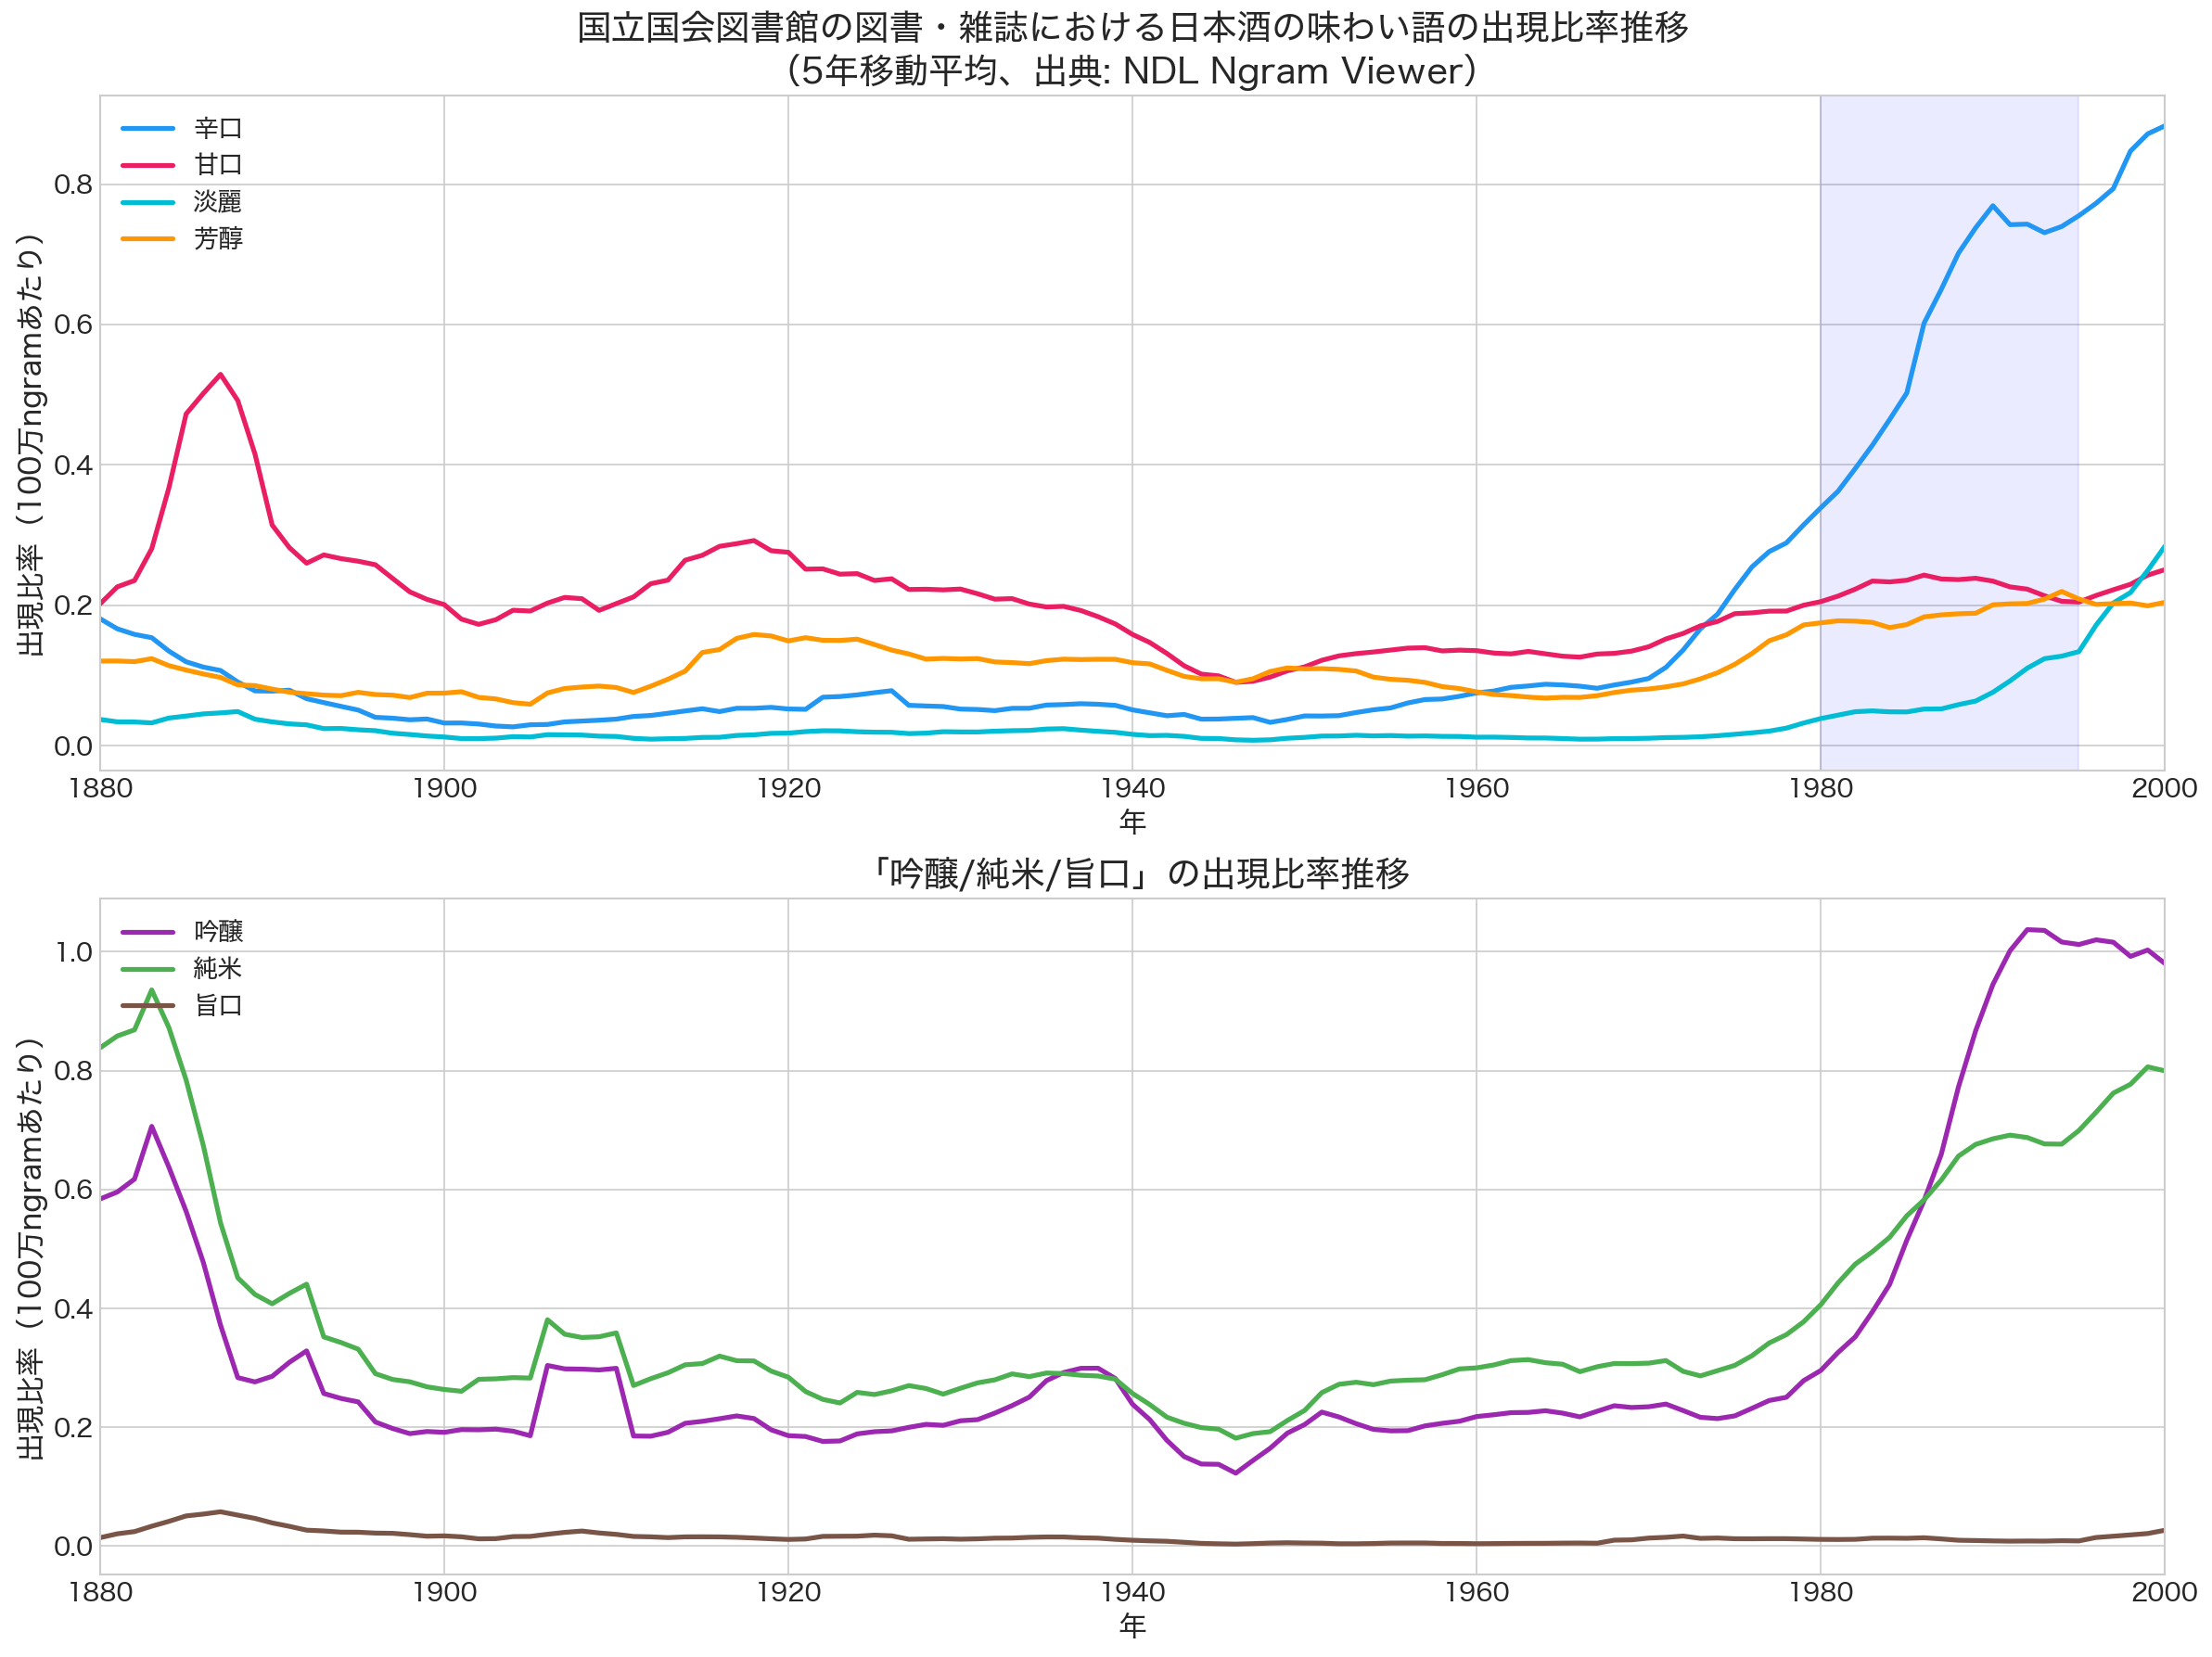 国立国会図書館の図書・雑誌における日本酒の味わい語の出現比率推移
（5年移動平均、出典: NDL Ngram Viewer）
辛口
甘口
淡麗
芳醇
出現比率（100万ngramあたり）
0.8
0.6
0.4
0.2
0.0
1880 1900 1920 1940 1960 1980 2000
年
「吟醸/純米/旨口」の出現比率推移
吟醸
純米
旨口
出現比率（100万ngramあたり）
1.0
0.8
0.6
0.4
0.2
0.0
1880 1900 1920 1940 1960 1980 2000
年